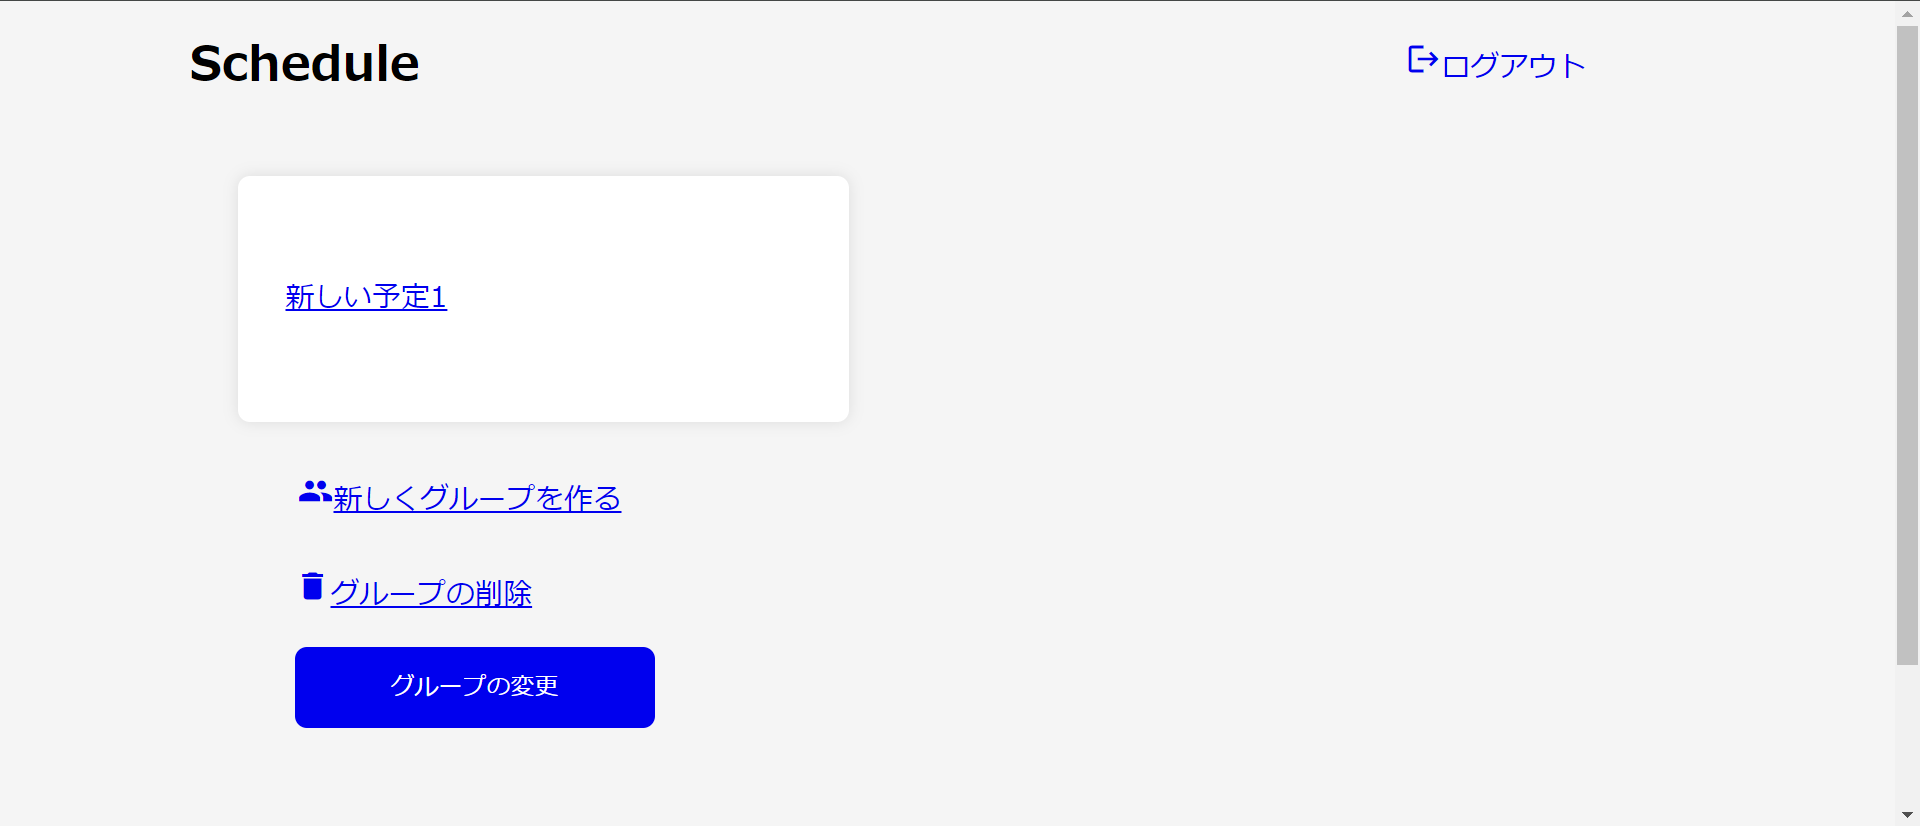 Schedule
ログアウト
新しい予定1
新しくグループを作る
グループの削除
グループの変更